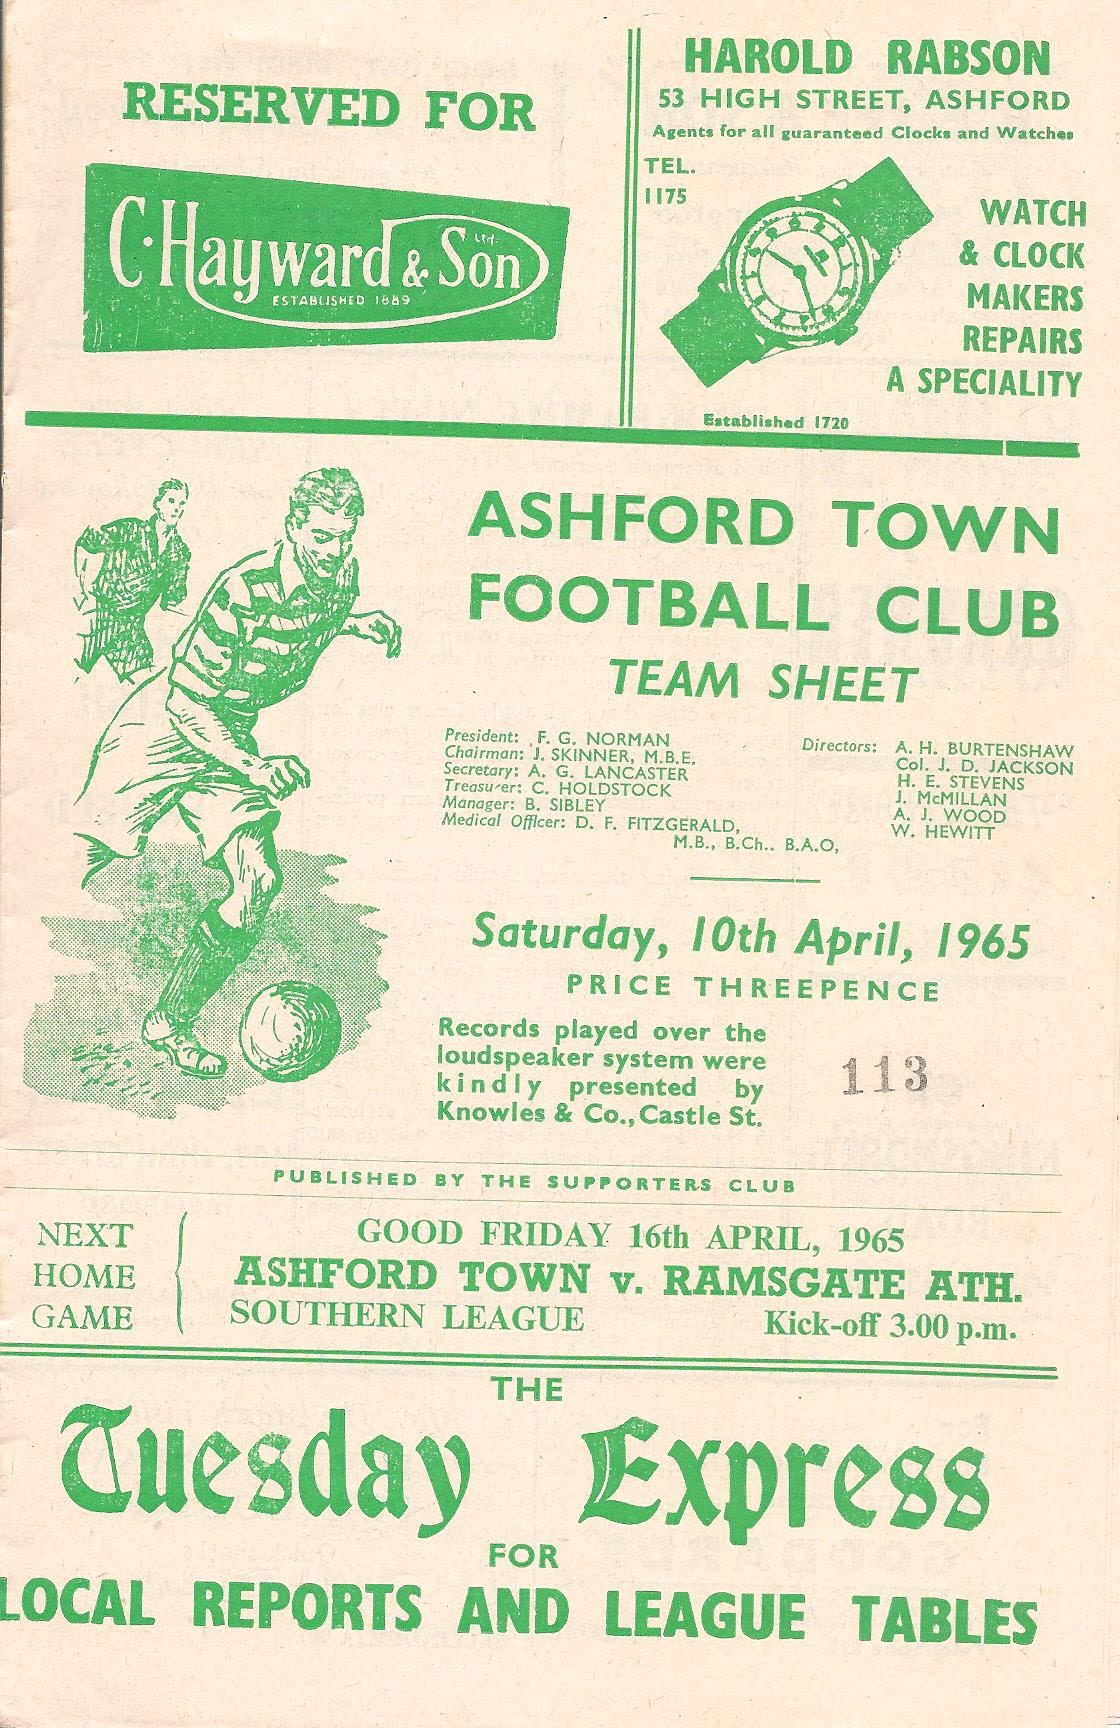 RESERVED FOR
C. Hayward & Son Ltd.
ESTABLISHED 1889
HAROLD RABSON
53 HIGH STREET, ASHFORD
Agents for all guaranteed Clocks and Watches
TEL.
1175
WATCH
& CLOCK
MAKERS
REPAIRS
A SPECIALITY
Established 1720
ASHFORD TOWN
FOOTBALL CLUB
TEAM SHEET
President: F. G. NORMAN
Chairman: J. SKINNER, M.B.E.
Secretary: A. G. LANCASTER
Treasurer: C. HOLDSTOCK
Manager: B. SIBLEY
Medical Officer: D. F. FITZGERALD,
M.B., B.Ch.. B.A.O,
Directors: A. H. BURTENSHAW
Col. J. D. JACKSON
H. E. STEVENS
J. McMILLAN
A. J. WOOD
W. HEWITT
Saturday, 10th April, 1965
PRICE THREEPENCE
Records played over the
loudspeaker system were
kindly presented by
Knowles & Co., Castle St.
113
PUBLISHED BY THE SUPPORTERS CLUB
NEXT
HOME
GAME
GOOD FRIDAY 16th APRIL, 1965
ASHFORD TOWN v. RAMSGATE ATH.
SOUTHERN LEAGUE Kick-off 3.00 p.m.
THE
Tuesday Express
FOR
LOCAL REPORTS AND LEAGUE TABLES